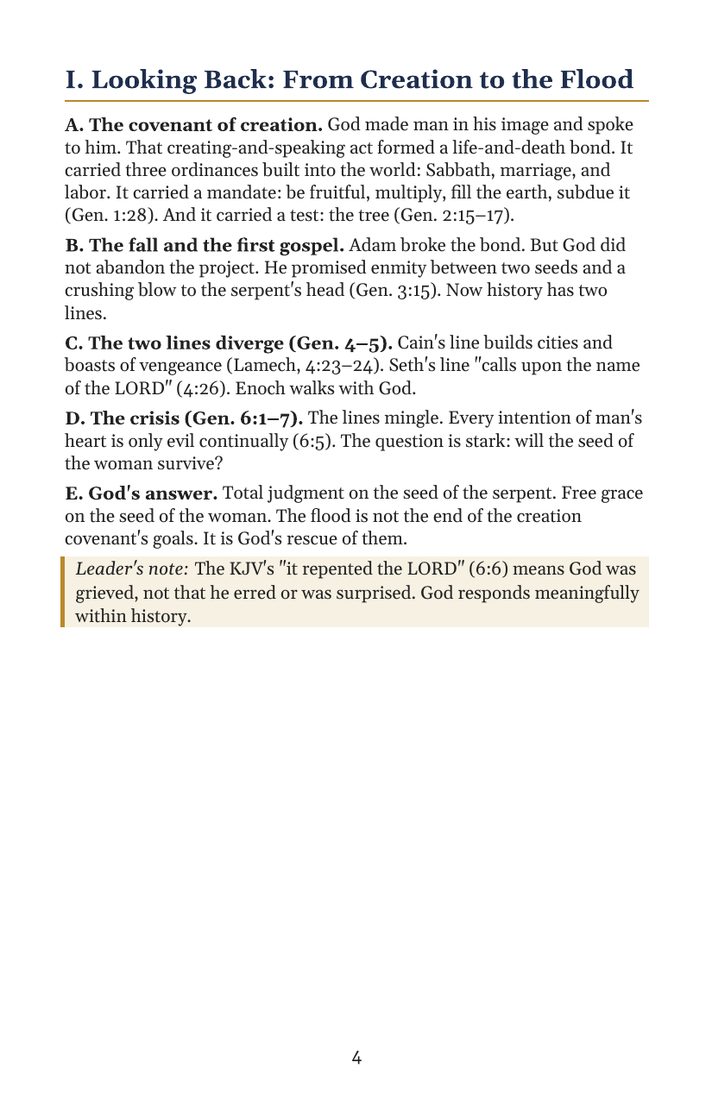 I. Looking Back: From Creation to the Flood
A. The covenant of creation. God made man in his image and spoke
to him. That creating-and-speaking act formed a life-and-death bond. It
carried three ordinances built into the world: Sabbath, marriage, and
labor. It carried a mandate: be fruitful, multiply, fill the earth, subdue it
(Gen. 1:28). And it carried a test: the tree (Gen. 2:15–17).
B. The fall and the first gospel. Adam broke the bond. But God did
not abandon the project. He promised enmity between two seeds and a
crushing blow to the serpent's head (Gen. 3:15). Now history has two
lines.
C. The two lines diverge (Gen. 4–5). Cain's line builds cities and
boasts of vengeance (Lamech, 4:23–24). Seth's line "calls upon the name
of the LORD" (4:26). Enoch walks with God.
D. The crisis (Gen. 6:1–7). The lines mingle. Every intention of man's
heart is only evil continually (6:5). The question is stark: will the seed of
the woman survive?
E. God's answer. Total judgment on the seed of the serpent. Free grace
on the seed of the woman. The flood is not the end of the creation
covenant's goals. It is God's rescue of them.
Leader's note: The KJV's "it repented the LORD" (6:6) means God was
grieved, not that he erred or was surprised. God responds meaningfully
within history.
4